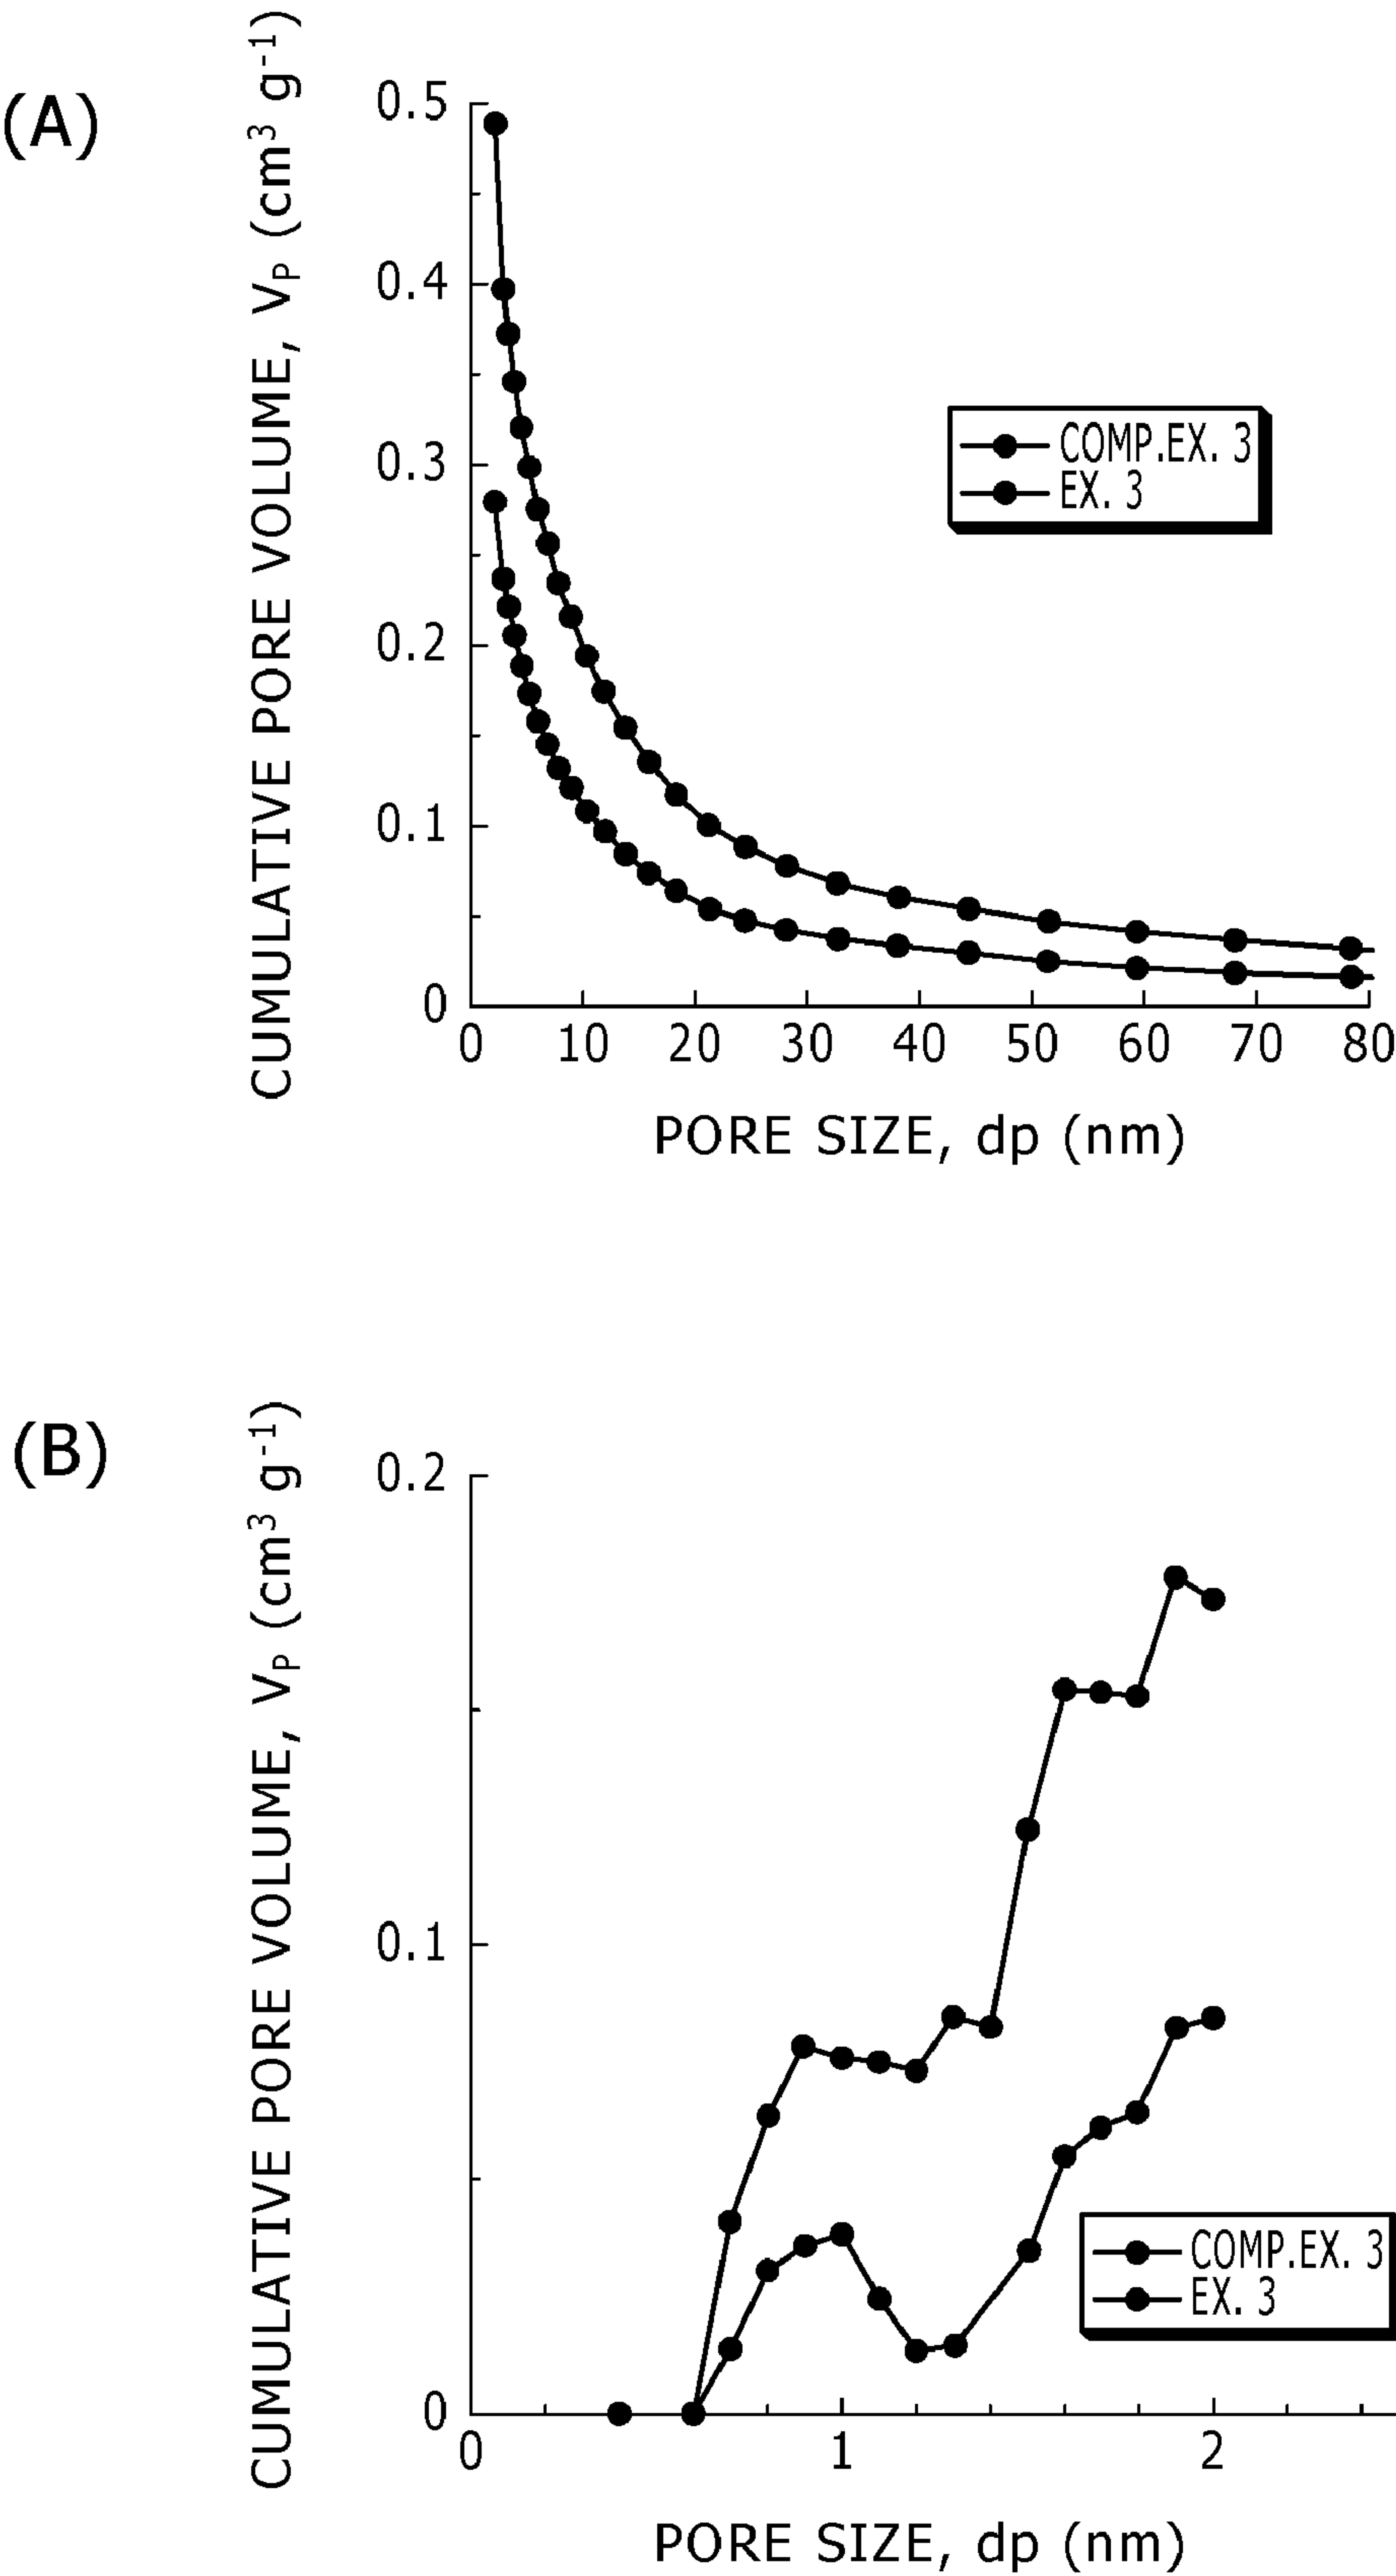 (A)
CUMULATIVE PORE VOLUME, VP (cm3 g-1)
0.5
0.4
0.3
0.2
0.1
0
COMP.EX. 3
EX. 3
0 10 20 30 40 50 60 70 80
PORE SIZE, dp (nm)
(B)
CUMULATIVE PORE VOLUME, VP (cm3 g-1)
0.2
0.1
0
COMP.EX. 3
EX. 3
0 1 2
PORE SIZE, dp (nm)